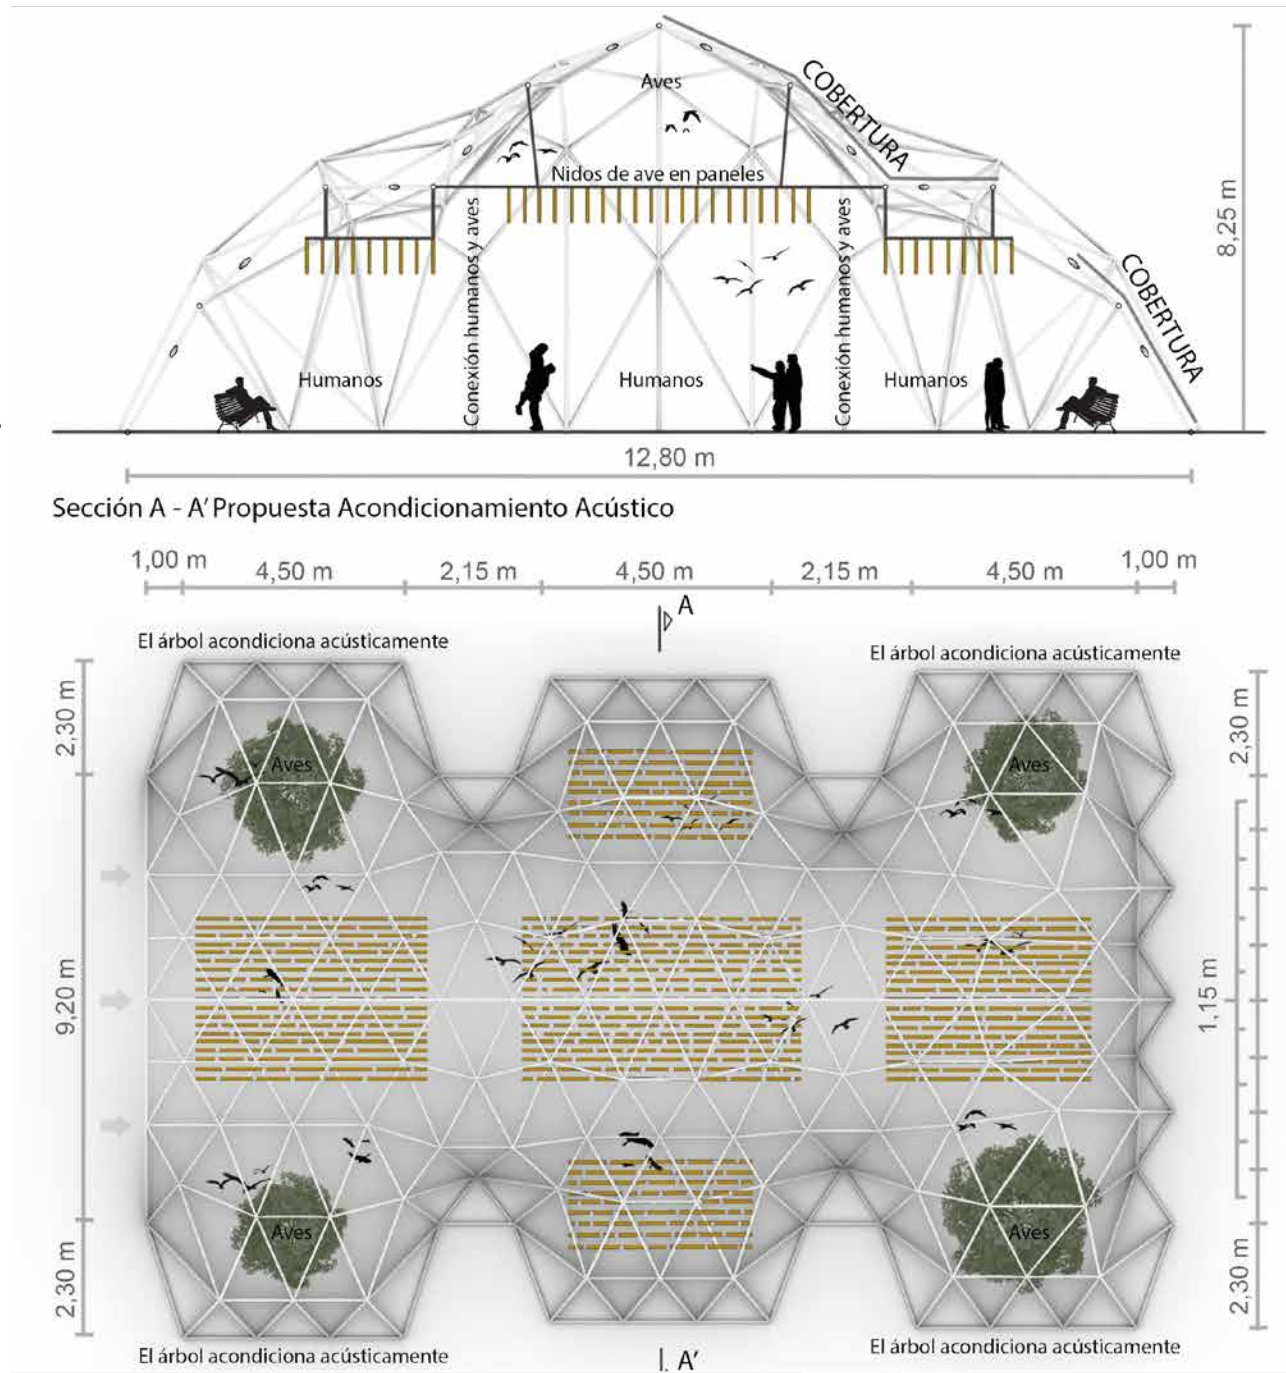 Aves
COBERTURA
Nidos de ave en paneles
8,25 m
Conexión humanos y aves
Conexión humanos y aves
COBERTURA
Humanos
Humanos
Humanos
12,80 m
Sección A - A' Propuesta Acondicionamiento Acústico
1,00 m
4,50 m
2,15 m
4,50 m
2,15 m
4,50 m
1,00 m
A
El árbol acondiciona acústicamente
El árbol acondiciona acústicamente
2,30 m
2,30 m
Aves
Aves
9,20 m
1,15 m
Aves
Aves
2,30 m
2,30 m
El árbol acondiciona acústicamente
A'
El árbol acondiciona acústicamente